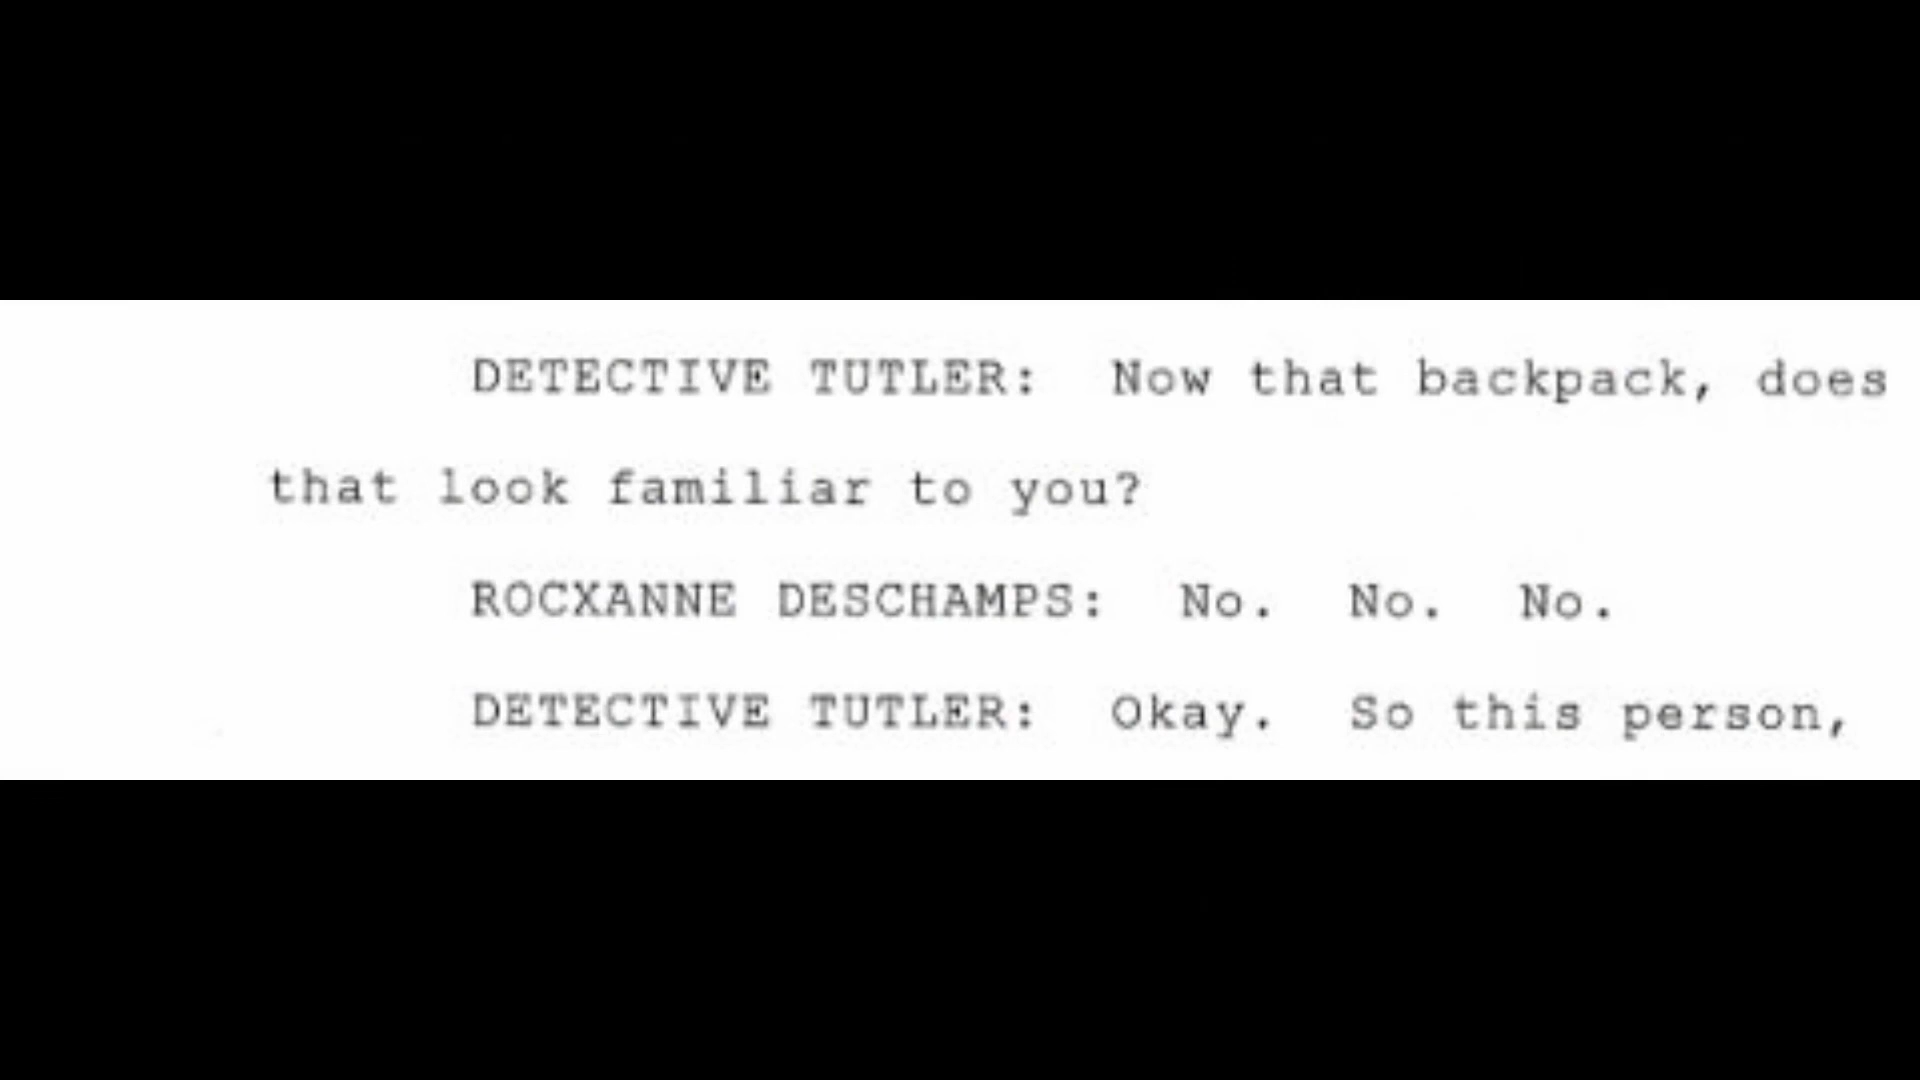 DETECTIVE TUTLER: Now that backpack, does
that look familiar to you?
ROCXANNE DESCHAMPS: No. No. No.
DETECTIVE TUTLER: Okay. So this person,